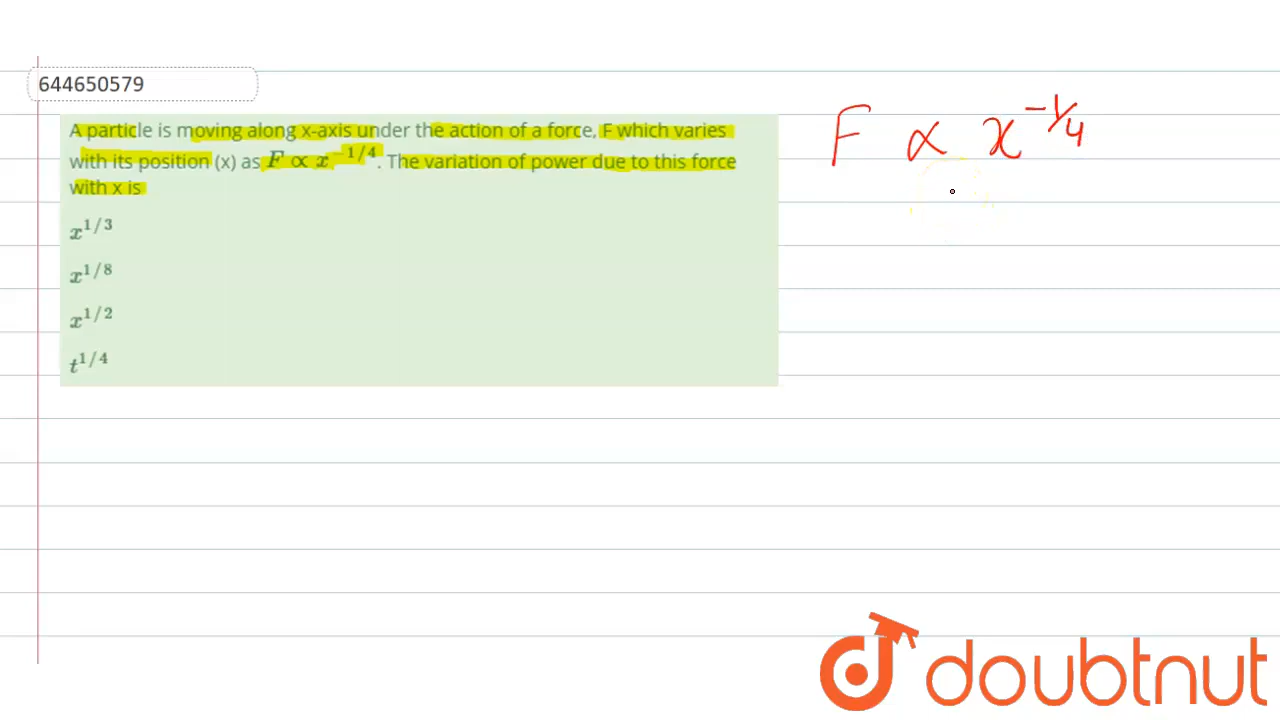 644650579
A particle is moving along x-axis under the action of a force, F which varies
with its position (x) as F ∝ x^{-1/4}. The variation of power due to this force
with x is
x^{1/3}
x^{1/8}
x^{1/2}
t^{1/4}
F ∝ x^{-1/4}
doubtnut